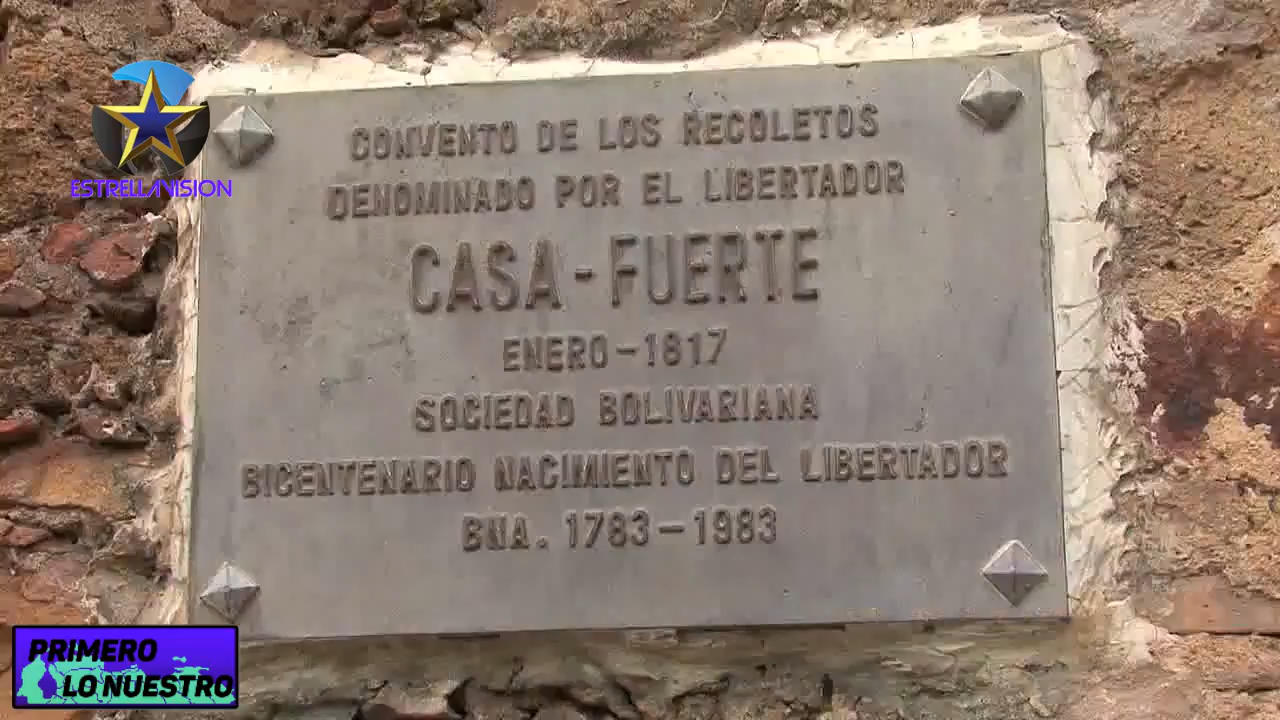 ESTRELLAVISION
CONVENTO DE LOS RECOLETOS
DENOMINADO POR EL LIBERTADOR
CASA-FUERTE
ENERO-1817
SOCIEDAD BOLIVARIANA
BICENTENARIO NACIMIENTO DEL LIBERTADOR
BNA. 1783-1983
PRIMERO
LO NUESTRO